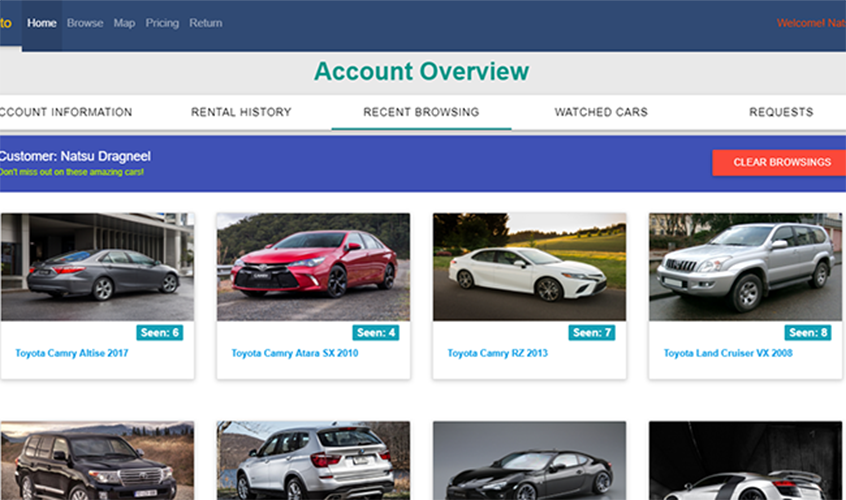 to Home Browse Map Pricing Return Welcome! Nat
Account Overview
CCOUNT INFORMATION RENTAL HISTORY RECENT BROWSING WATCHED CARS REQUESTS
Customer: Natsu Dragneel
Don't miss out on these amazing cars!
CLEAR BROWSINGS
Seen: 6 Seen: 4 Seen: 7 Seen: 8
Toyota Camry Altise 2017 Toyota Camry Atara SX 2010 Toyota Camry RZ 2013 Toyota Land Cruiser VX 2008